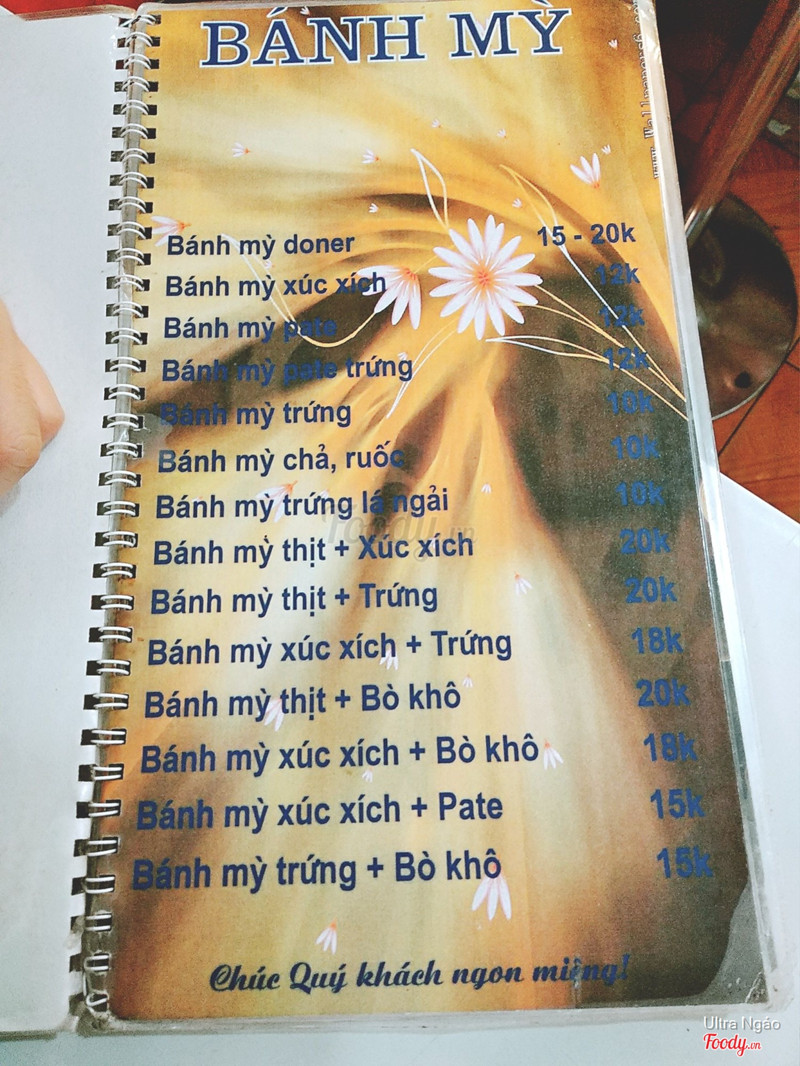 BÁNH MỲ
Bánh mỳ doner 15 - 20k
Bánh mỳ xúc xích 12k
Bánh mỳ pate 12k
Bánh mỳ pate trứng 12k
Bánh mỳ trứng 10k
Bánh mỳ chả, ruốc 10k
Bánh mỳ trứng lá ngải 10k
Bánh mỳ thịt + Xúc xích 20k
Bánh mỳ thịt + Trứng 20k
Bánh mỳ xúc xích + Trứng 18k
Bánh mỳ thịt + Bò khô 20k
Bánh mỳ xúc xích + Bò khô 18k
Bánh mỳ xúc xích + Pate 15k
Bánh mỳ trứng + Bò khô 15k
Chúc Quý khách ngon miệng!
Foody.vn
Ultra Ngáo
Foody.vn